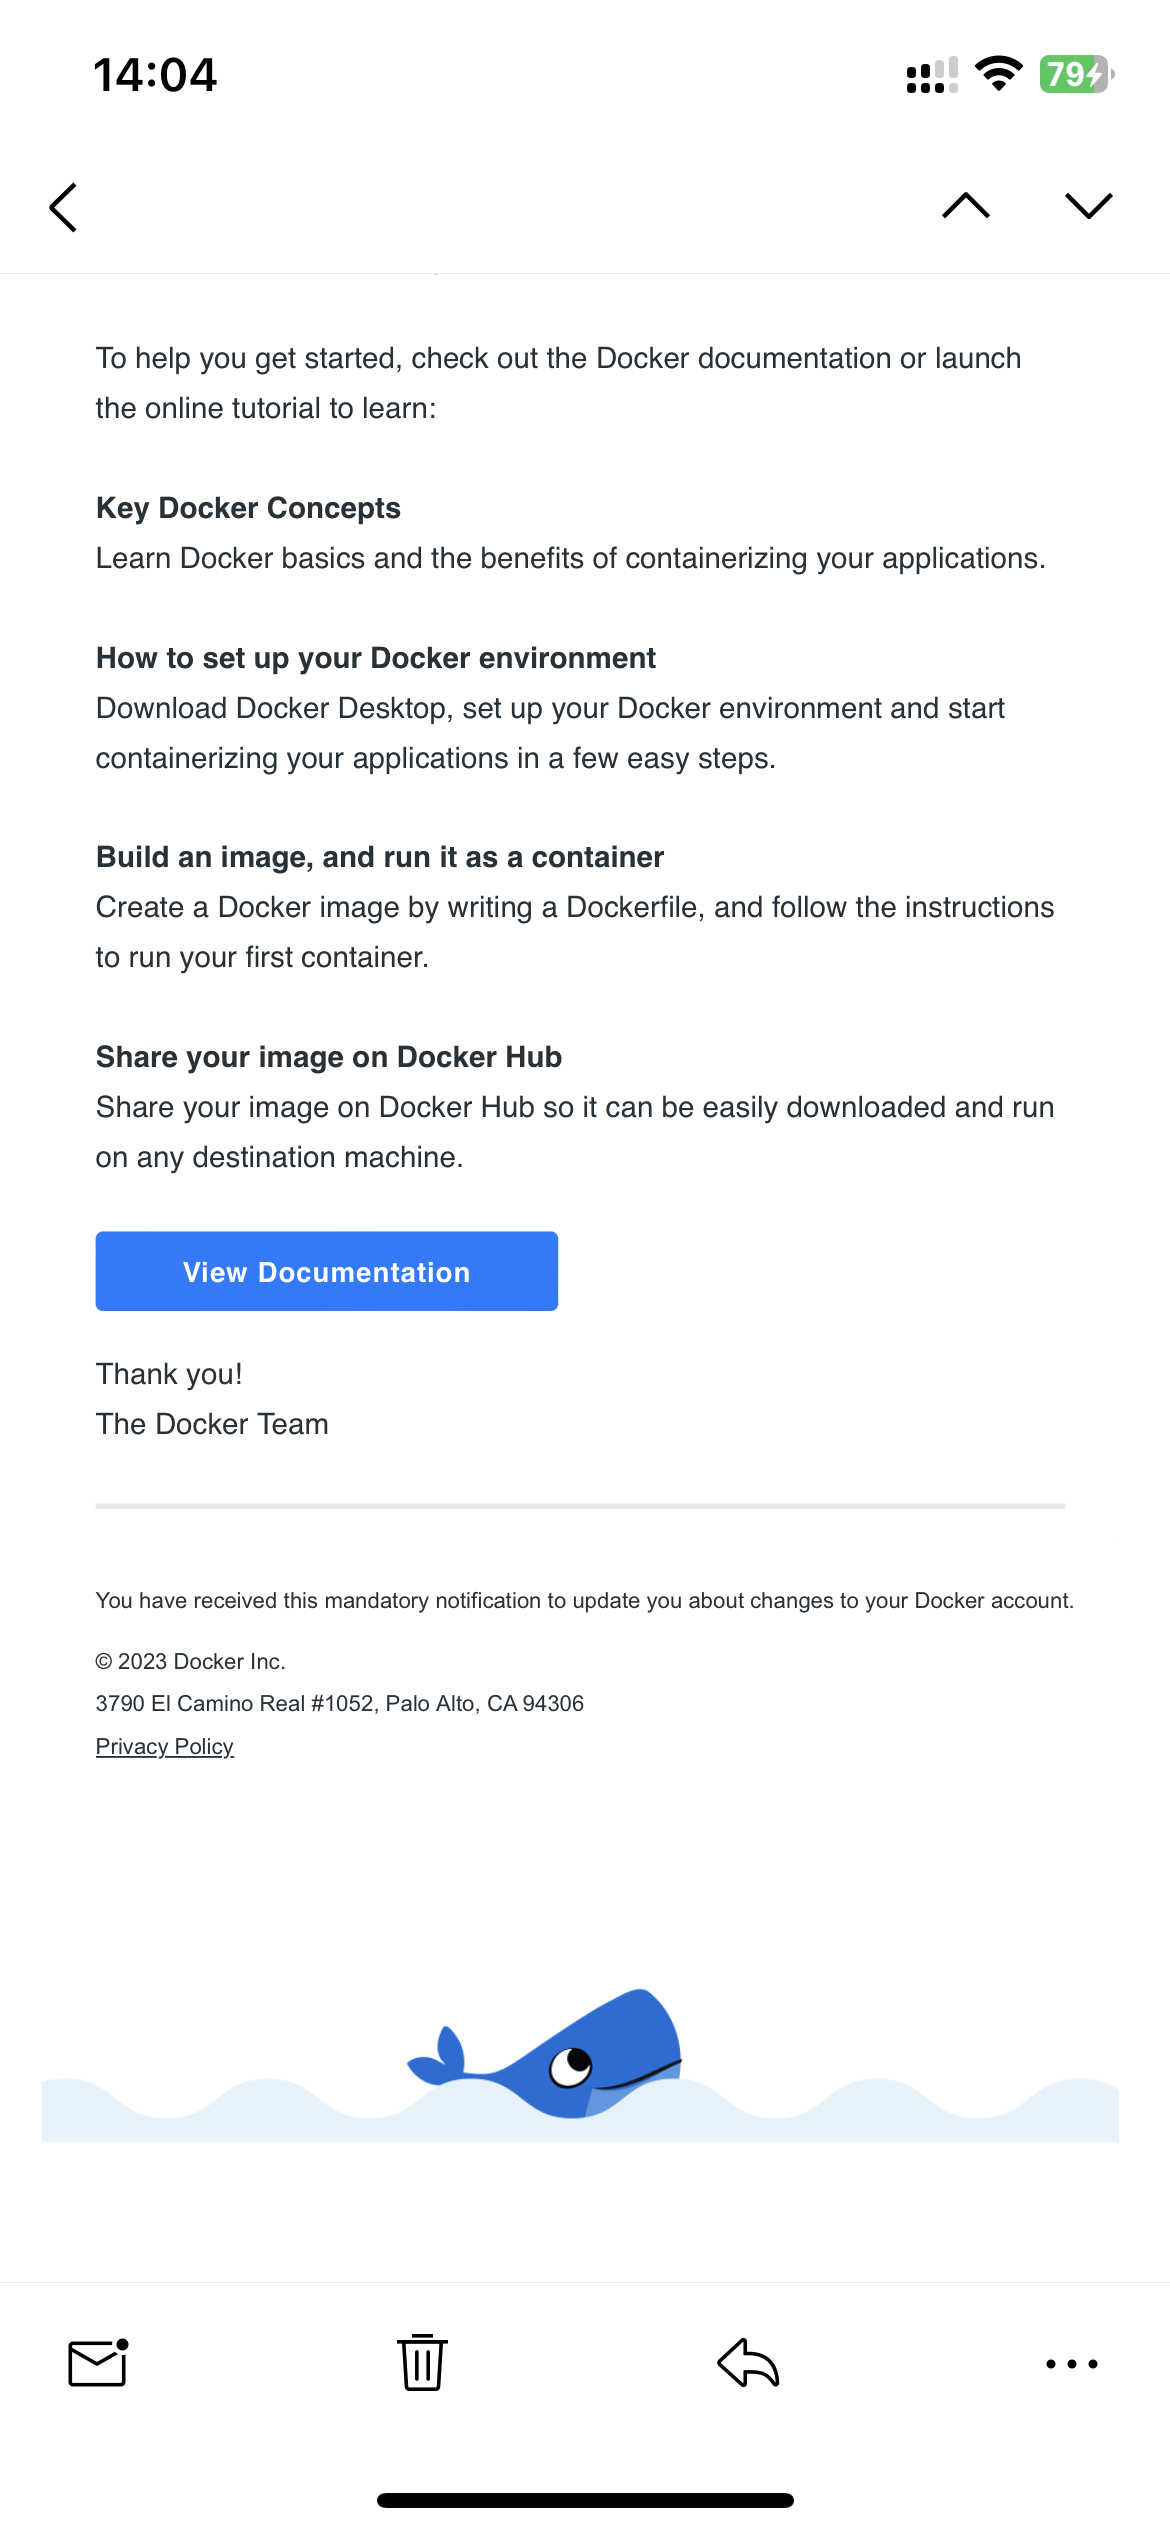 14:04
79
To help you get started, check out the Docker documentation or launch
the online tutorial to learn:
Key Docker Concepts
Learn Docker basics and the benefits of containerizing your applications.
How to set up your Docker environment
Download Docker Desktop, set up your Docker environment and start
containerizing your applications in a few easy steps.
Build an image, and run it as a container
Create a Docker image by writing a Dockerfile, and follow the instructions
to run your first container.
Share your image on Docker Hub
Share your image on Docker Hub so it can be easily downloaded and run
on any destination machine.
View Documentation
Thank you!
The Docker Team
You have received this mandatory notification to update you about changes to your Docker account.
© 2023 Docker Inc.
3790 El Camino Real #1052, Palo Alto, CA 94306
Privacy Policy